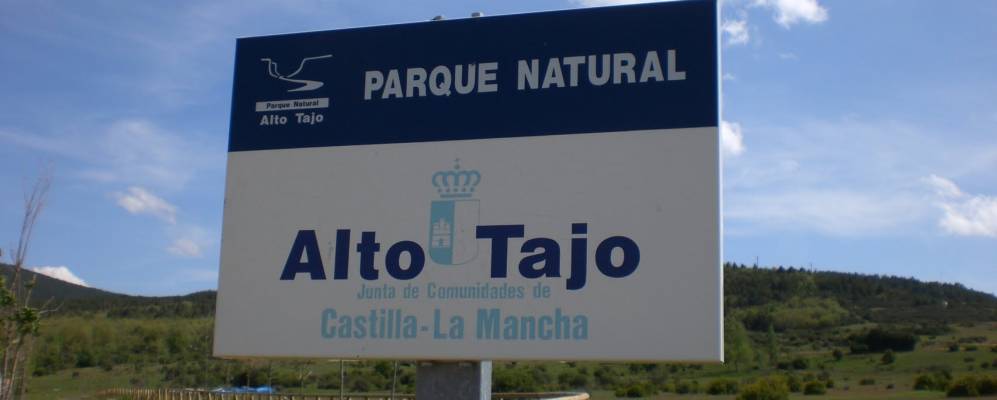 PARQUE NATURAL
Parque Natural
Alto Tajo
Alto Tajo
Junta de Comunidades de
Castilla-La Mancha